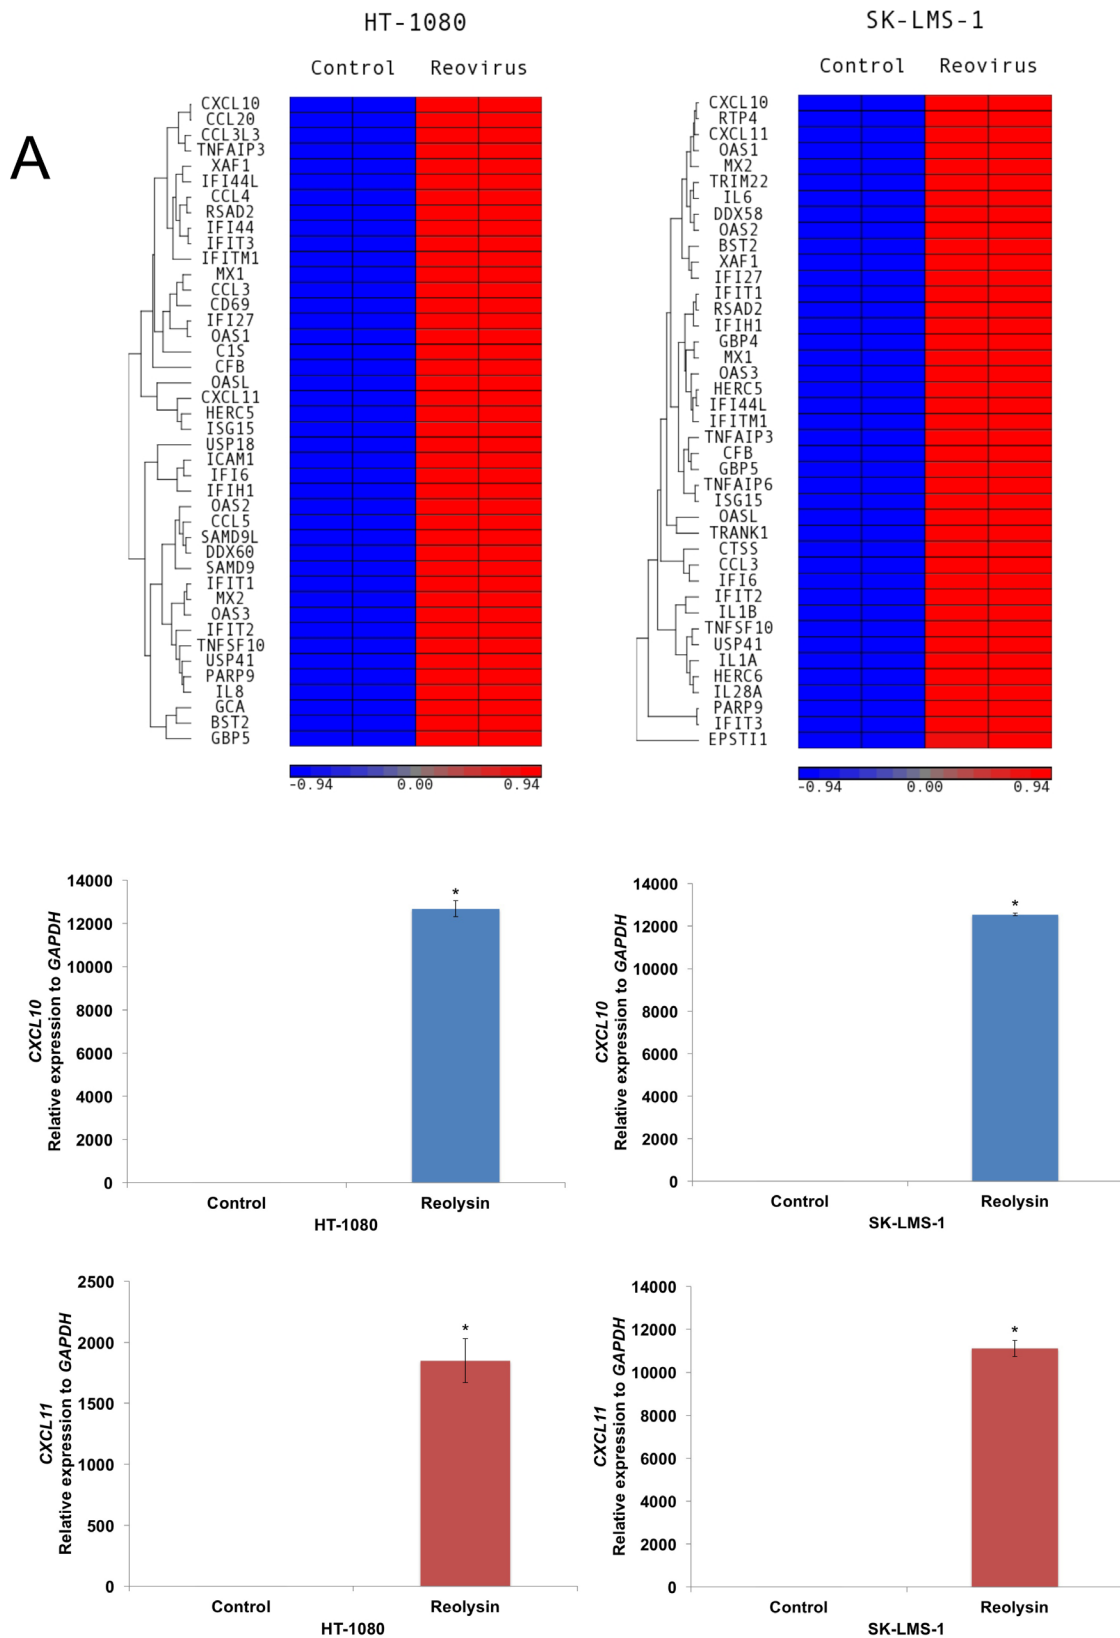 HT-1080
Control Reovirus
A
CXCL10
CCL20
CCL3L3
TNFAIP3
XAF1
IFI44L
CCL4
RSAD2
IFI44
IFIT3
IFITM1
MX1
CCL3
CD69
IFI27
OAS1
C1S
CFB
OASL
CXCL11
HERC5
ISG15
USP18
ICAM1
IFI6
IFIH1
OAS2
CCL5
SAMD9L
DDX60
SAMD9
IFIT1
MX2
OAS3
IFIT2
TNFSF10
USP41
PARP9
IL8
GCA
BST2
GBP5
-0.94 0.00 0.94
SK-LMS-1
Control Reovirus
CXCL10
RTP4
CXCL11
OAS1
MX2
TRIM22
IL6
DDX58
OAS2
BST2
XAF1
IFI27
IFIT1
RSAD2
IFIH1
GBP4
MX1
OAS3
HERC5
IFI44L
IFITM1
TNFAIP3
CFB
GBP5
TNFAIP6
ISG15
OASL
TRANK1
CTSS
CCL3
IFI6
IFIT2
IL1B
TNFSF10
USP41
IL1A
HERC6
IL28A
PARP9
IFIT3
EPSTI1
-0.94 0.00 0.94
CXCL10
Relative expression to GAPDH
14000
12000
10000
8000
6000
4000
2000
0
*
Control Reolysin
HT-1080
CXCL10
Relative expression to GAPDH
14000
12000
10000
8000
6000
4000
2000
0
*
Control Reolysin
SK-LMS-1
CXCL11
Relative expression to GAPDH
2500
2000
1500
1000
500
0
*
Control Reolysin
HT-1080
CXCL11
Relative expression to GAPDH
14000
12000
10000
8000
6000
4000
2000
0
*
Control Reolysin
SK-LMS-1